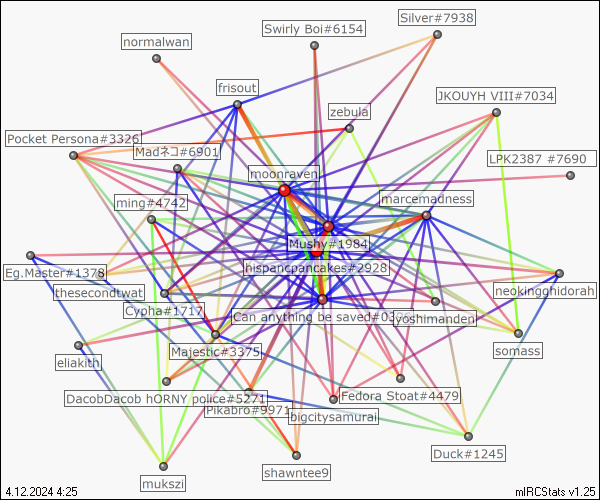 Silver#7938
Swirly Boi#6154
normalwan
frisout
JKOUYH VIII#7034
zebula
Pocket Persona#3326
Madネコ#6901
LPK2387 #7690
moonraven
ming#4742
marcemadness
Mushy#1984
hispancpancakes#2928
Eg.Master#1378
thesecondtwat
neokingghidorah
Cypha#1717
Can anything be saved#03
yoshimanden
Majestic#3375
somass
eliakith
DacobDacob hORNY police#5271
Fedora Stoat#4479
Pikabro#9971
bigcitysamurai
Duck#1245
shawntee9
mukszi
4.12.2024 4:25
mIRCStats v1.25